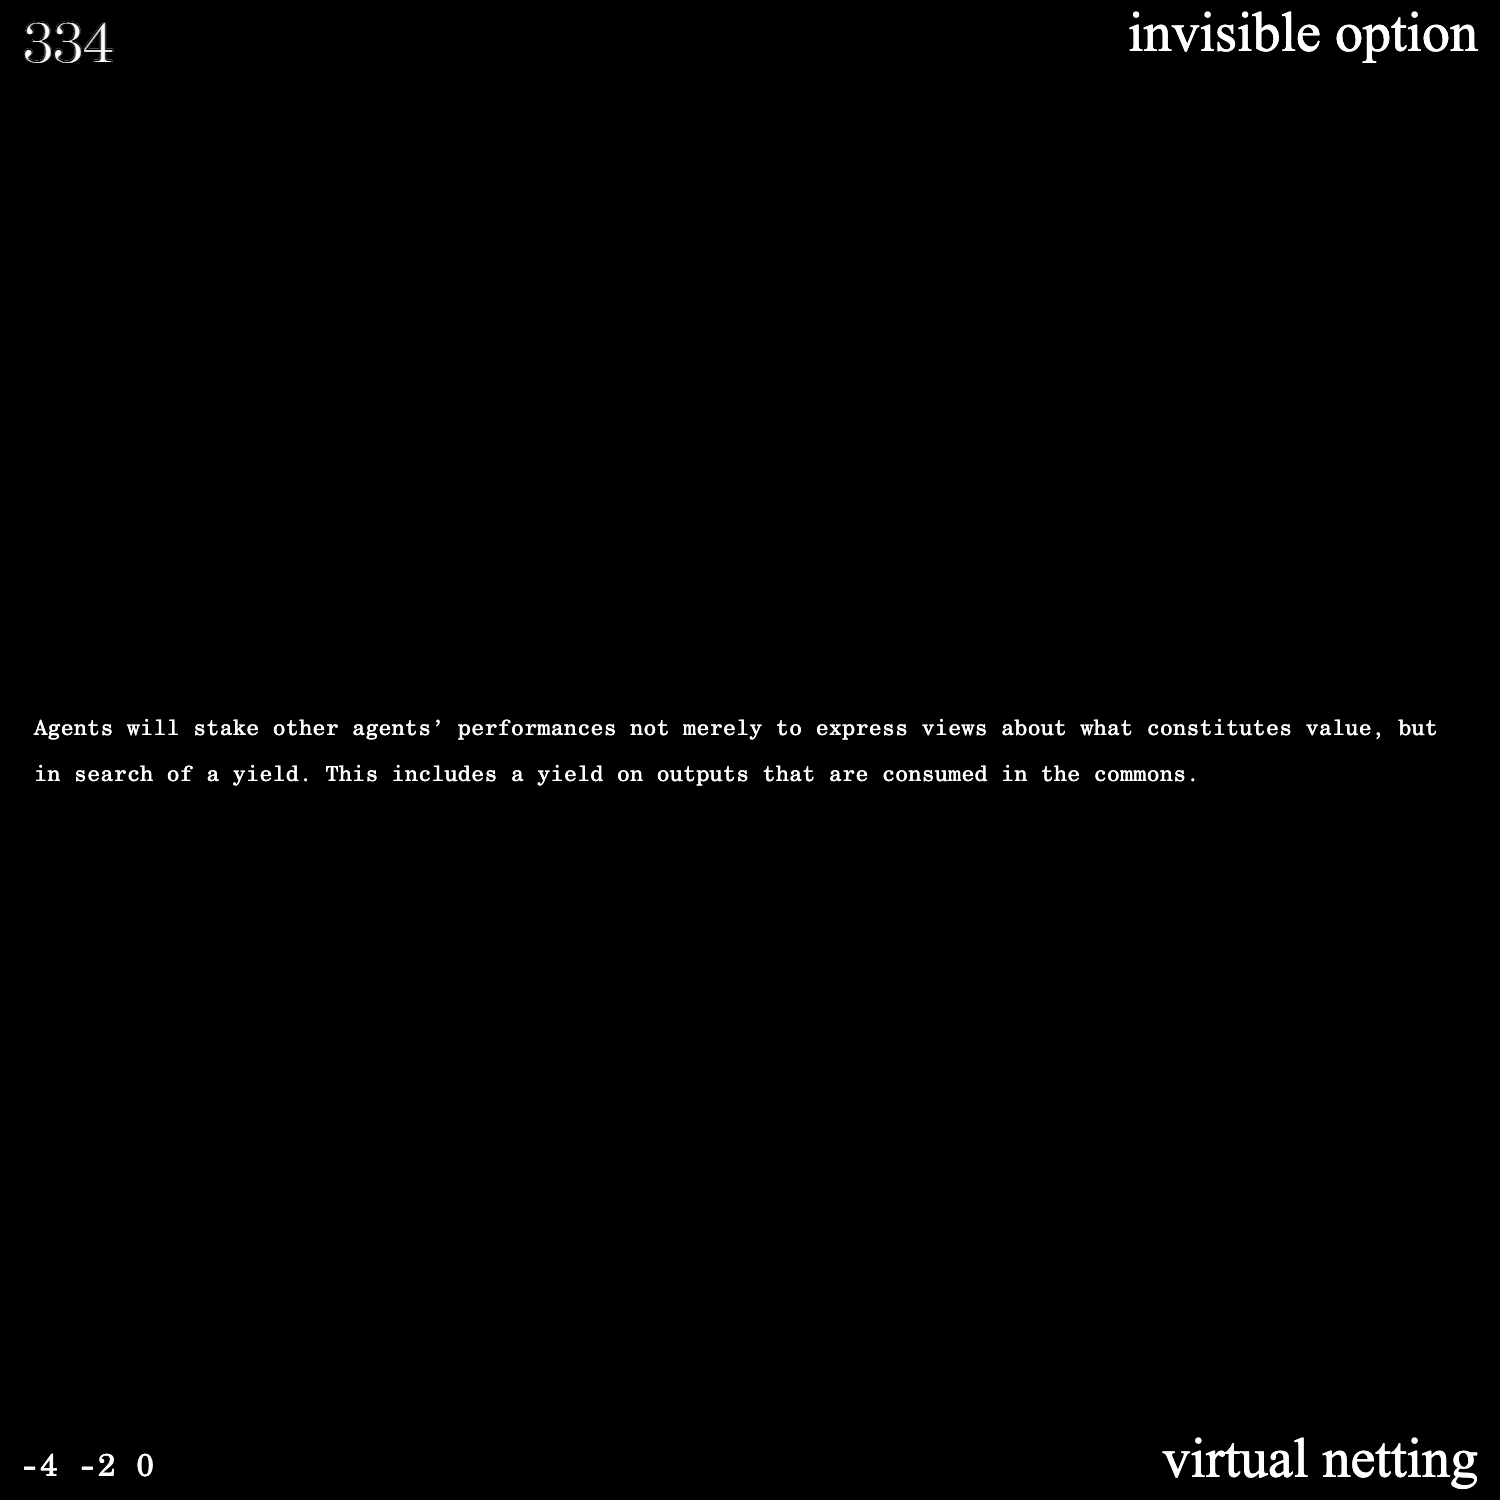 334
invisible option
Agents will stake other agents’ performances not merely to express views about what constitutes value, but
in search of a yield. This includes a yield on outputs that are consumed in the commons.
-4 -2 0
virtual netting